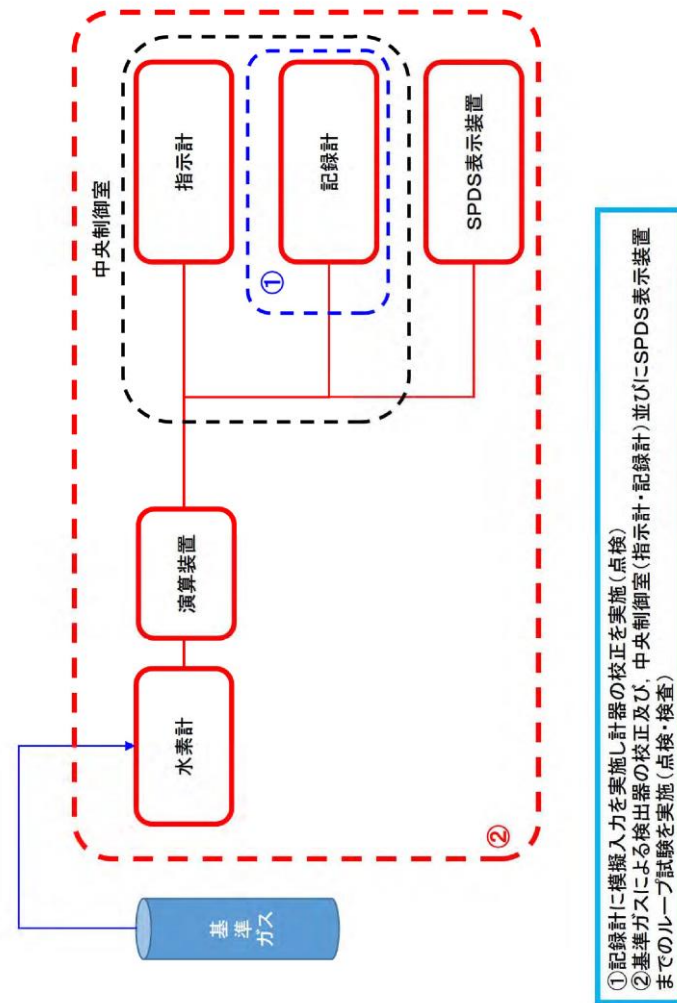 中央制御室
指示計
①
記録計
SPDS表示装置
演算装置
水素計
②
基準
ガス
①記録計に模擬入力を実施し計器の校正を実施(点検)
②基準ガスによる検出器の校正及び,中央制御室(指示計・記録計)並びにSPDS表示装置
までのループ試験を実施(点検・検査)